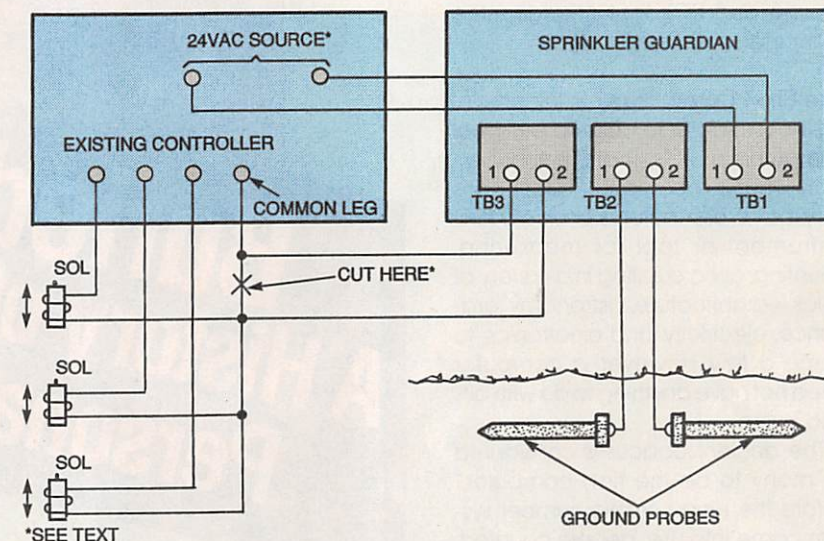 24VAC SOURCE*
SPRINKLER GUARDIAN
EXISTING CONTROLLER
1 2 1 2 1 2
TB3 TB2 TB1
COMMON LEG
SOL
CUT HERE*
SOL
SOL
GROUND PROBES
*SEE TEXT